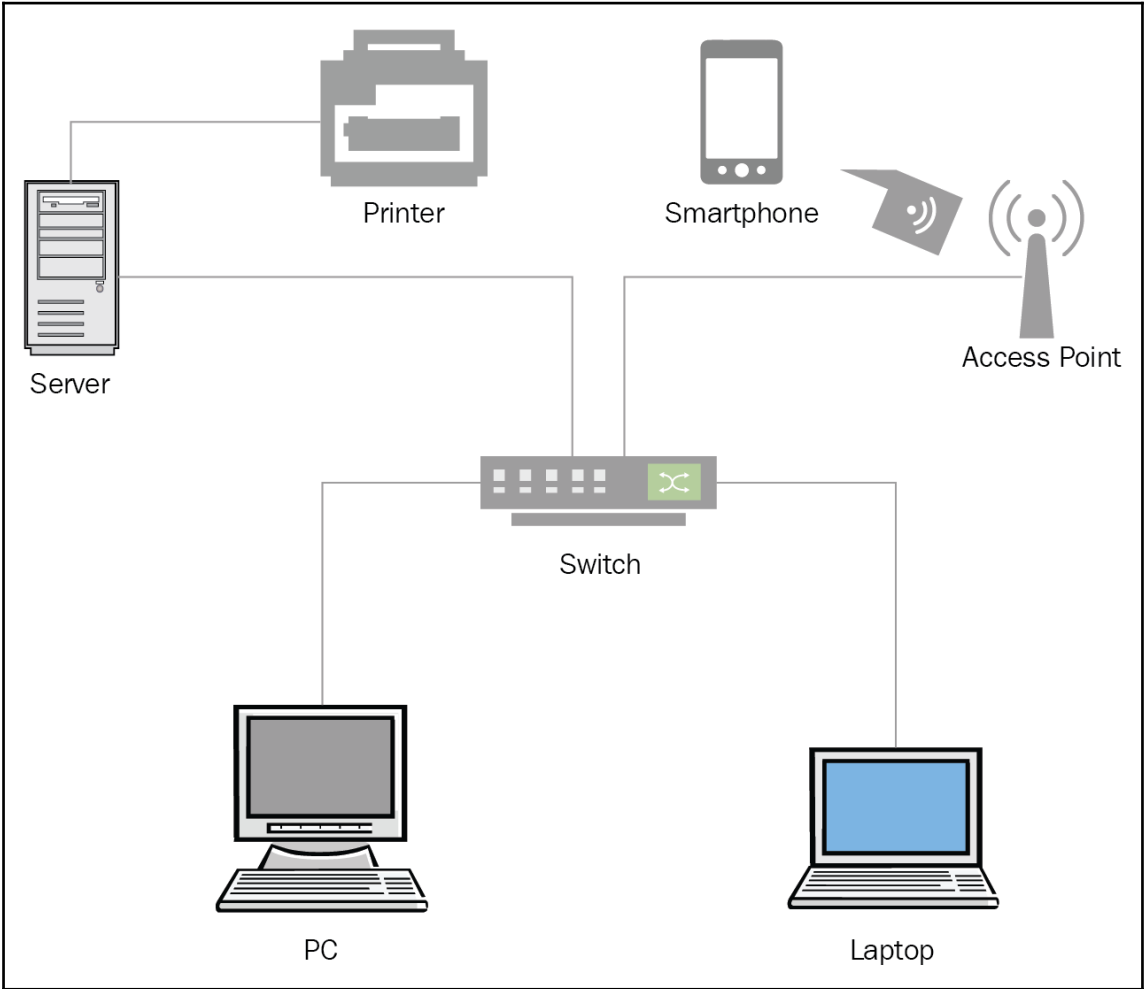 Printer
Smartphone
Access Point
Server
Switch
PC
Laptop